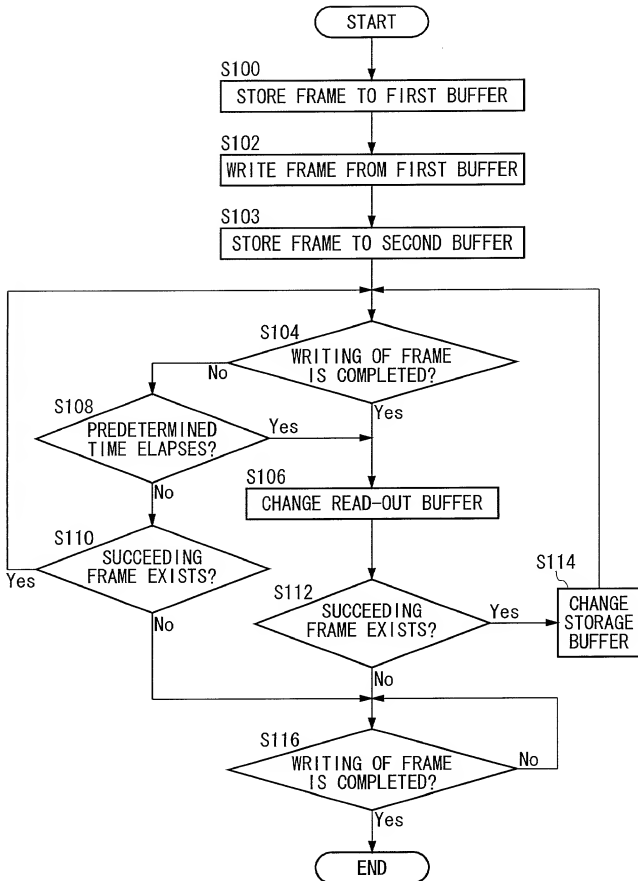 START
S100
STORE FRAME TO FIRST BUFFER
S102
WRITE FRAME FROM FIRST BUFFER
S103
STORE FRAME TO SECOND BUFFER
S104
WRITING OF FRAME
IS COMPLETED?
No
Yes
S108
PREDETERMINED
TIME ELAPSES?
Yes
No
S106
CHANGE READ-OUT BUFFER
S110
SUCCEEDING
FRAME EXISTS?
Yes
No
S112
SUCCEEDING
FRAME EXISTS?
Yes
No
S114
CHANGE
STORAGE
BUFFER
S116
WRITING OF FRAME
IS COMPLETED?
No
Yes
END